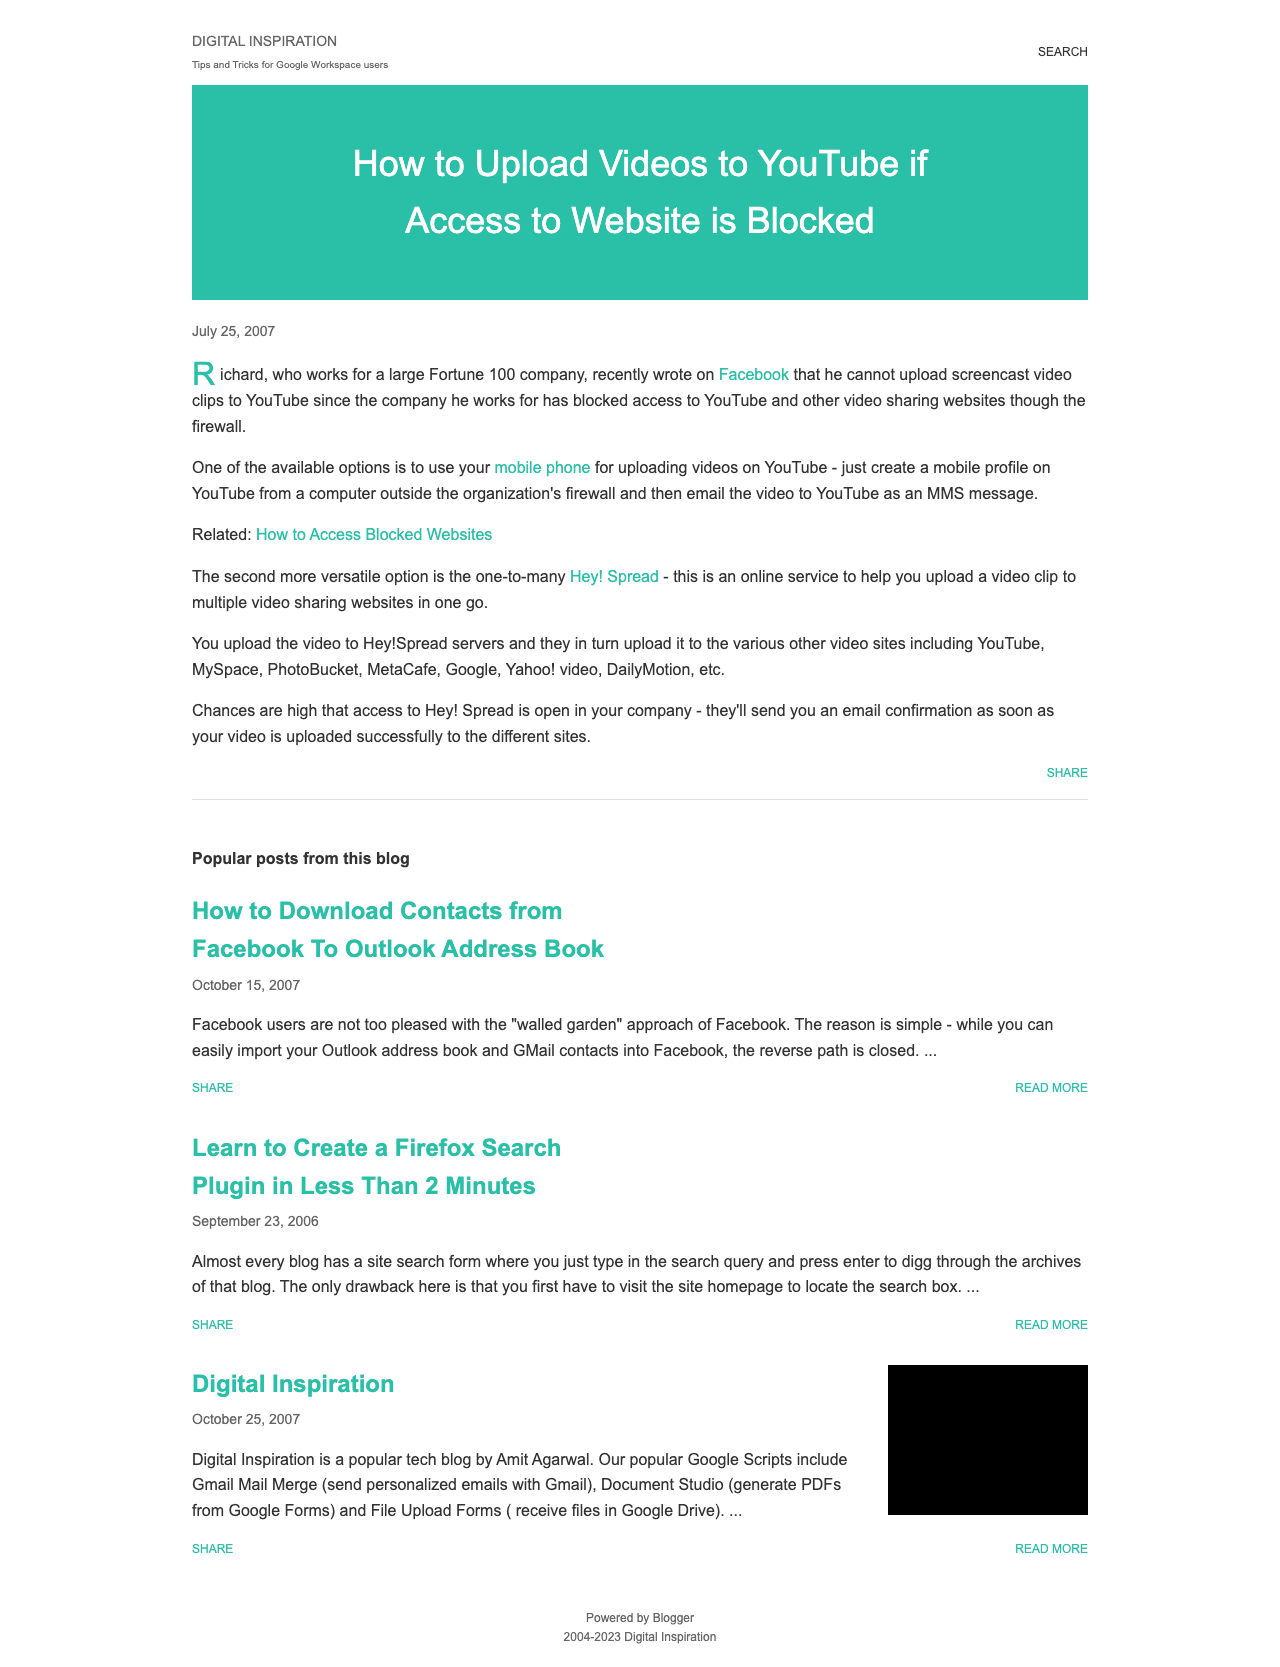 DIGITAL INSPIRATION
Tips and Tricks for Google Workspace users
SEARCH
How to Upload Videos to YouTube if
Access to Website is Blocked
July 25, 2007
Richard, who works for a large Fortune 100 company, recently wrote on Facebook that he cannot upload screencast video
clips to YouTube since the company he works for has blocked access to YouTube and other video sharing websites though the
firewall.
One of the available options is to use your mobile phone for uploading videos on YouTube - just create a mobile profile on
YouTube from a computer outside the organization's firewall and then email the video to YouTube as an MMS message.
Related: How to Access Blocked Websites
The second more versatile option is the one-to-many Hey! Spread - this is an online service to help you upload a video clip to
multiple video sharing websites in one go.
You upload the video to Hey!Spread servers and they in turn upload it to the various other video sites including YouTube,
MySpace, PhotoBucket, MetaCafe, Google, Yahoo! video, DailyMotion, etc.
Chances are high that access to Hey! Spread is open in your company - they'll send you an email confirmation as soon as
your video is uploaded successfully to the different sites.
SHARE
Popular posts from this blog
How to Download Contacts from
Facebook To Outlook Address Book
October 15, 2007
Facebook users are not too pleased with the "walled garden" approach of Facebook. The reason is simple - while you can
easily import your Outlook address book and GMail contacts into Facebook, the reverse path is closed. ...
SHARE
READ MORE
Learn to Create a Firefox Search
Plugin in Less Than 2 Minutes
September 23, 2006
Almost every blog has a site search form where you just type in the search query and press enter to digg through the archives
of that blog. The only drawback here is that you first have to visit the site homepage to locate the search box. ...
SHARE
READ MORE
Digital Inspiration
October 25, 2007
Digital Inspiration is a popular tech blog by Amit Agarwal. Our popular Google Scripts include
Gmail Mail Merge (send personalized emails with Gmail), Document Studio (generate PDFs
from Google Forms) and File Upload Forms ( receive files in Google Drive). ...
SHARE
READ MORE
Powered by Blogger
2004-2023 Digital Inspiration